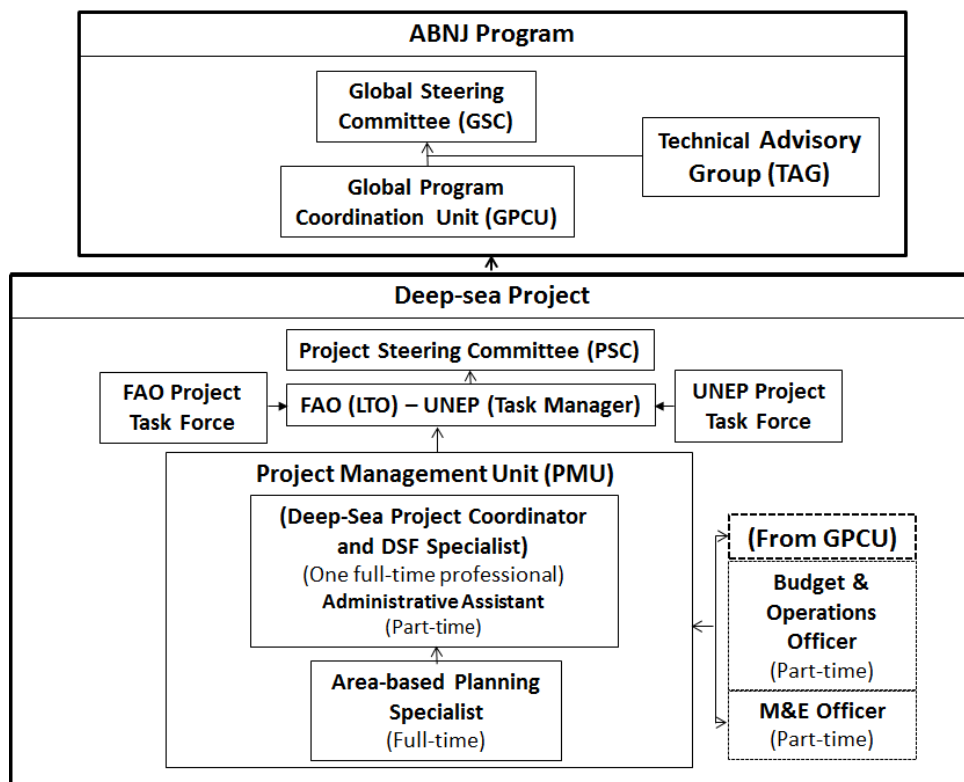 ABNJ Program
Global Steering
Committee (GSC)
Technical Advisory
Group (TAG)
Global Program
Coordination Unit (GPCU)
Deep-sea Project
Project Steering Committee (PSC)
FAO Project
Task Force
FAO (LTO) – UNEP (Task Manager)
UNEP Project
Task Force
Project Management Unit (PMU)
(Deep-Sea Project Coordinator
and DSF Specialist)
(One full-time professional)
Administrative Assistant
(Part-time)
Area-based Planning
Specialist
(Full-time)
(From GPCU)
Budget &
Operations
Officer
(Part-time)
M&E Officer
(Part-time)